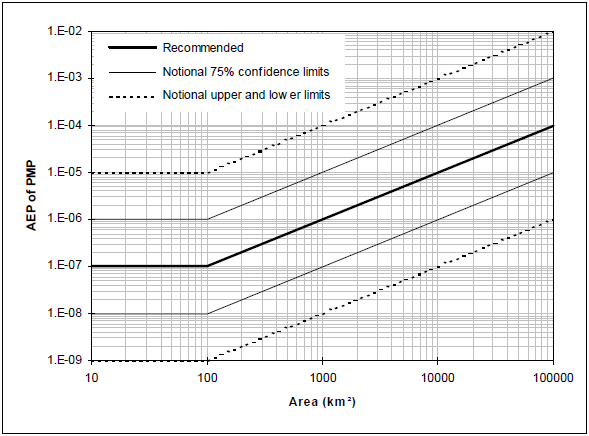 1.E-02
1.E-03
1.E-04
1.E-05
1.E-06
1.E-07
1.E-08
1.E-09
AEP of PMP
Recommended
Notional 75% confidence limits
Notional upper and low er limits
10 100 1000 10000 100000
Area (km²)